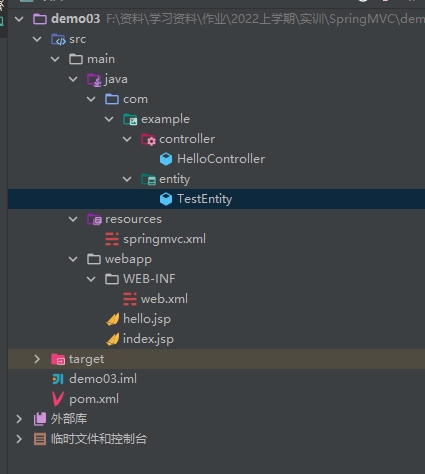 demo03 F:\资料\学习资料\作业\2022上学期\实训\SpringMVC\dem
src
main
java
com
example
controller
HelloController
entity
TestEntity
resources
springmvc.xml
webapp
WEB-INF
web.xml
hello.jsp
index.jsp
target
demo03.iml
pom.xml
外部库
临时文件和控制台